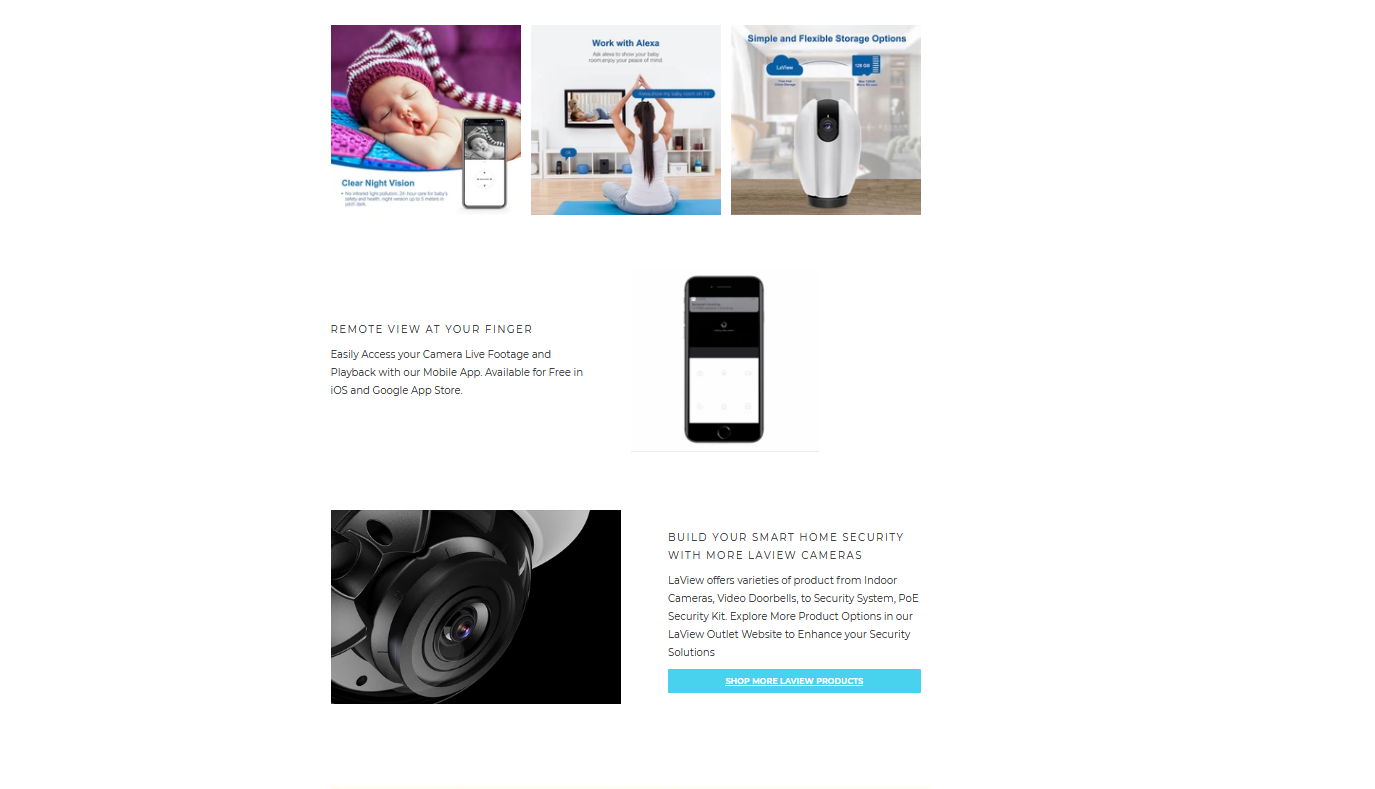 Clear Night Vision
No infrared light pollution, 24-hour care for baby's
safety and health, night version up to 5 meters in
pitch dark.
Work with Alexa
Ask alexa to show your baby
room,enjoy your peace of mind.
Alexa,show my baby room on TV
OK
Simple and Flexible Storage Options
LaView
128 GB
REMOTE VIEW AT YOUR FINGER
Easily Access your Camera Live Footage and
Playback with our Mobile App. Available for Free in
iOS and Google App Store.
BUILD YOUR SMART HOME SECURITY
WITH MORE LAVIEW CAMERAS
LaView offers varieties of product from Indoor
Cameras, Video Doorbells, to Security System, PoE
Security Kit. Explore More Product Options in our
LaView Outlet Website to Enhance your Security
Solutions
SHOP MORE LAVIEW PRODUCTS